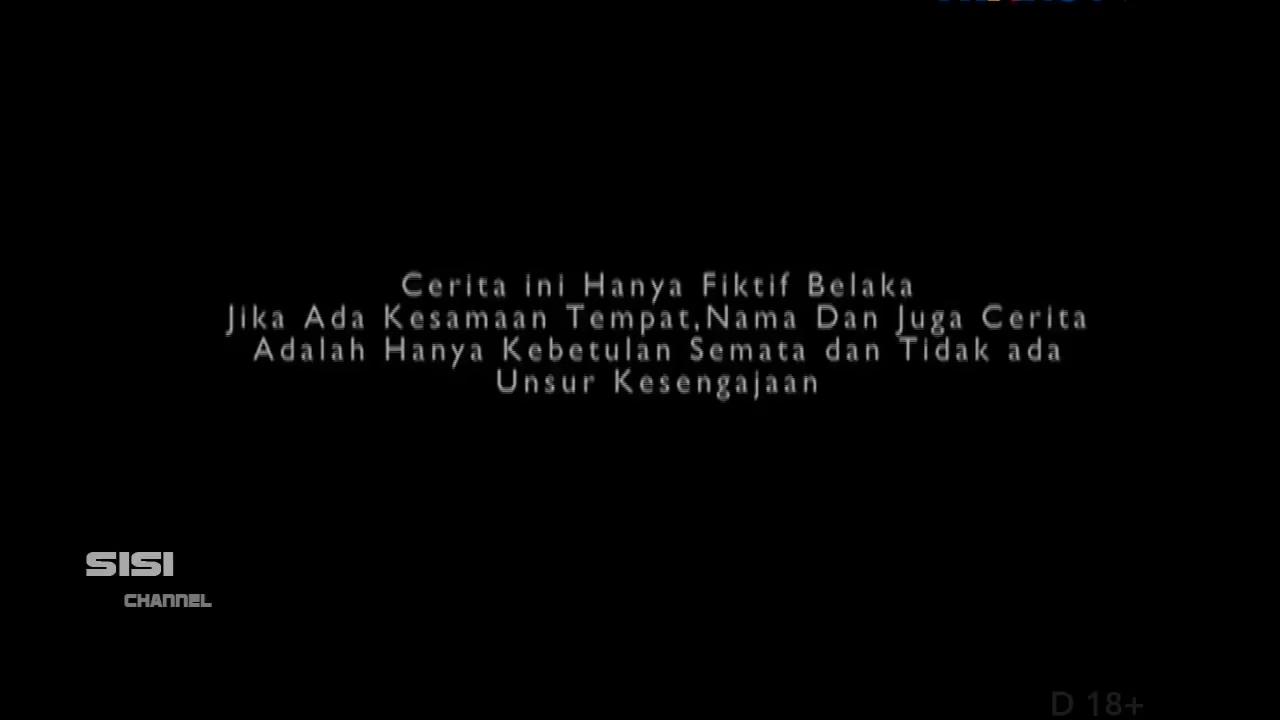 Cerita ini Hanya Fiktif Belaka
Jika Ada Kesamaan Tempat,Nama Dan Juga Cerita
Adalah Hanya Kebetulan Semata dan Tidak ada
Unsur Kesengajaan
SISI
CHANNEL
D 18+